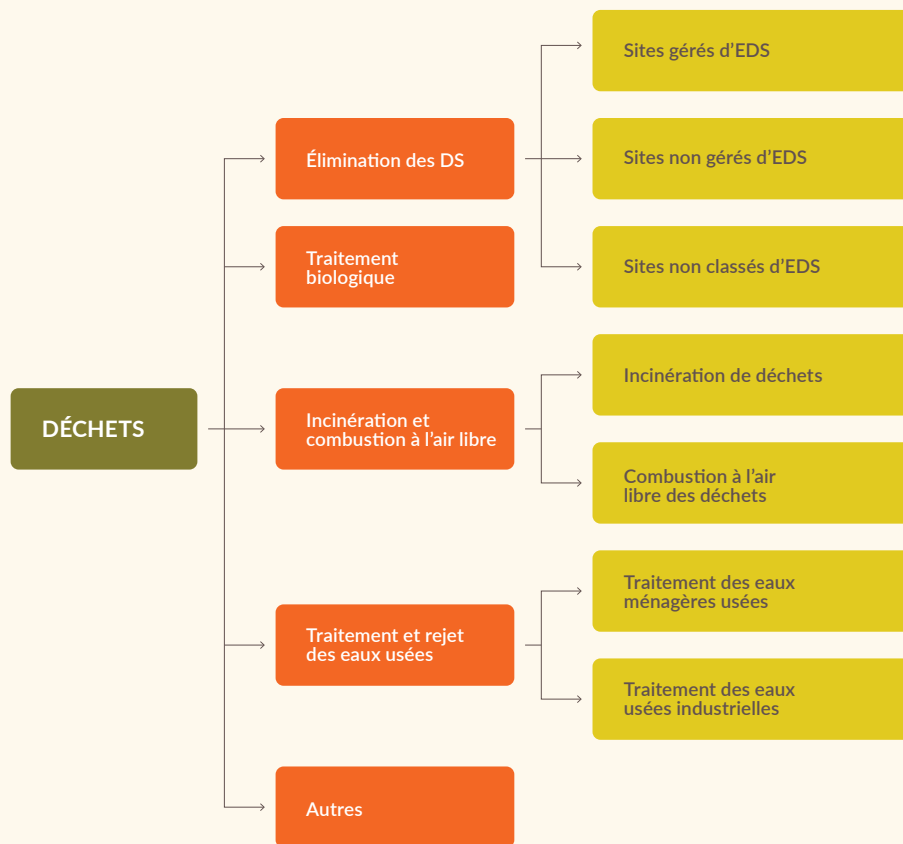 DÉCHETS
Élimination des DS
Traitement
biologique
Incinération et
combustion à l’air libre
Traitement et rejet
des eaux usées
Autres
Sites gérés d’EDS
Sites non gérés d’EDS
Sites non classés d’EDS
Incinération de déchets
Combustion à l’air
libre des déchets
Traitement des eaux
ménagères usées
Traitement des eaux
usées industrielles